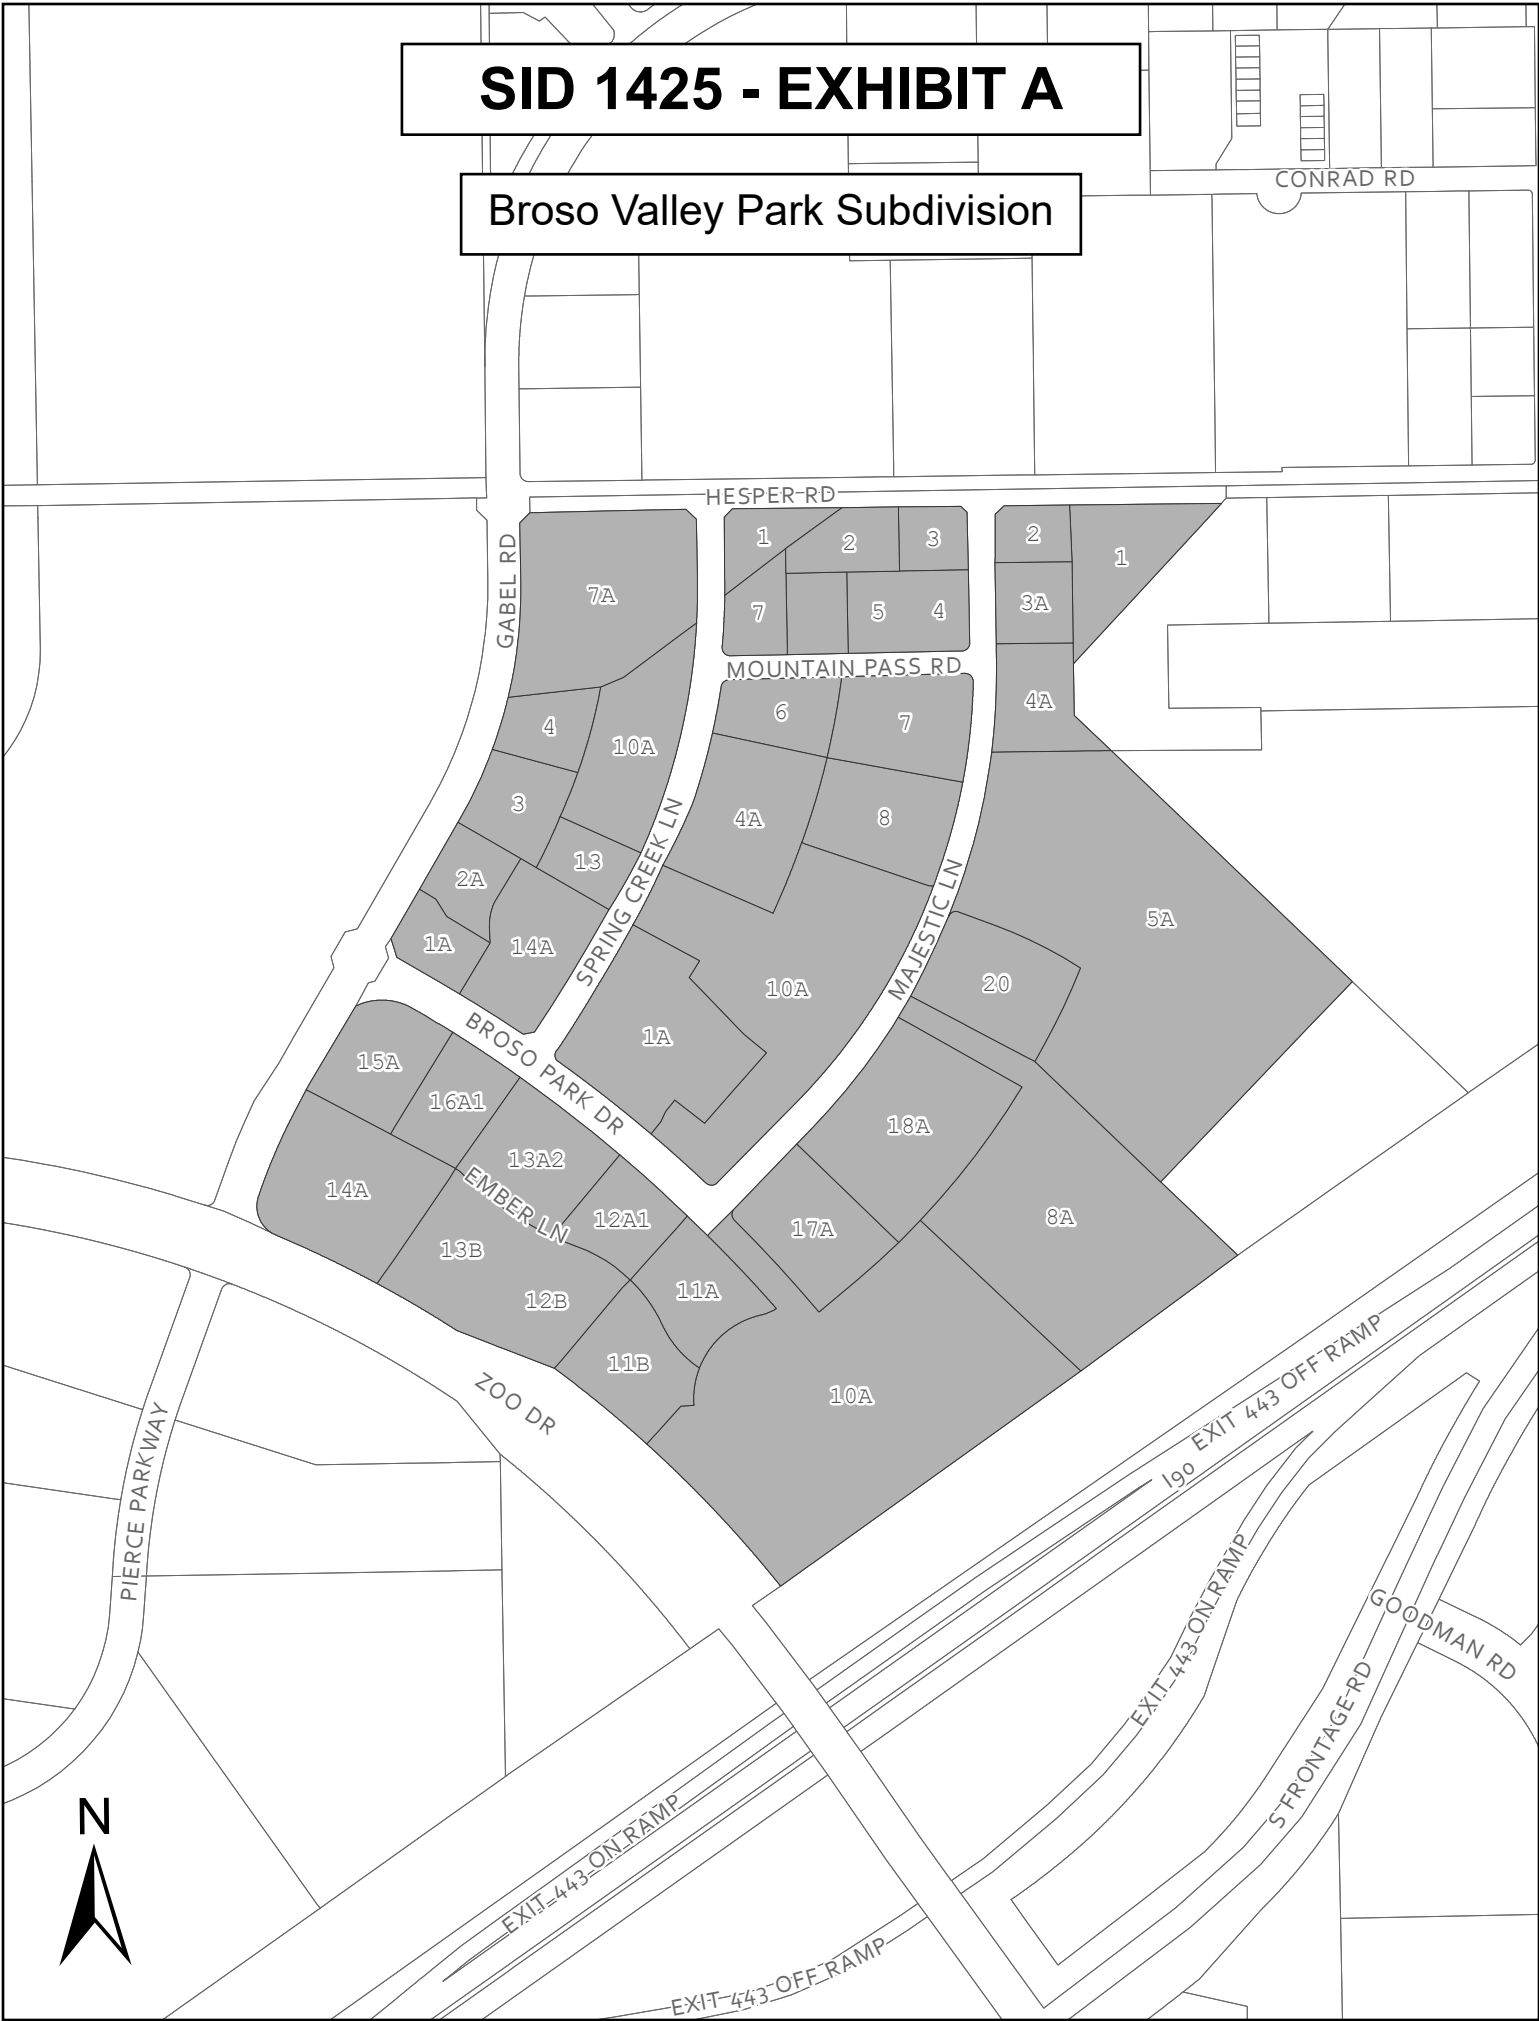 SID 1425 - EXHIBIT A
Broso Valley Park Subdivision
CONRAD RD
HESPER RD
GABEL RD
7A
1
2
3
2
1
7
5
4
3A
MOUNTAIN PASS RD
4A
4
10A
6
7
3
4A
8
13
2A
SPRING CREEK LN
MAJESTIC LN
5A
1A
14A
10A
20
1A
BROSO PARK DR
15A
16A1
18A
13A2
14A
EMBER LN
12A1
17A
8A
13B
12B
11A
11B
10A
ZOO DR
EXIT 443 OFF RAMP
I90
PIERCE PARKWAY
EXIT 443 ON RAMP
GOODMAN RD
S FRONTAGE RD
N
EXIT 443 ON RAMP
EXIT 443 OFF RAMP